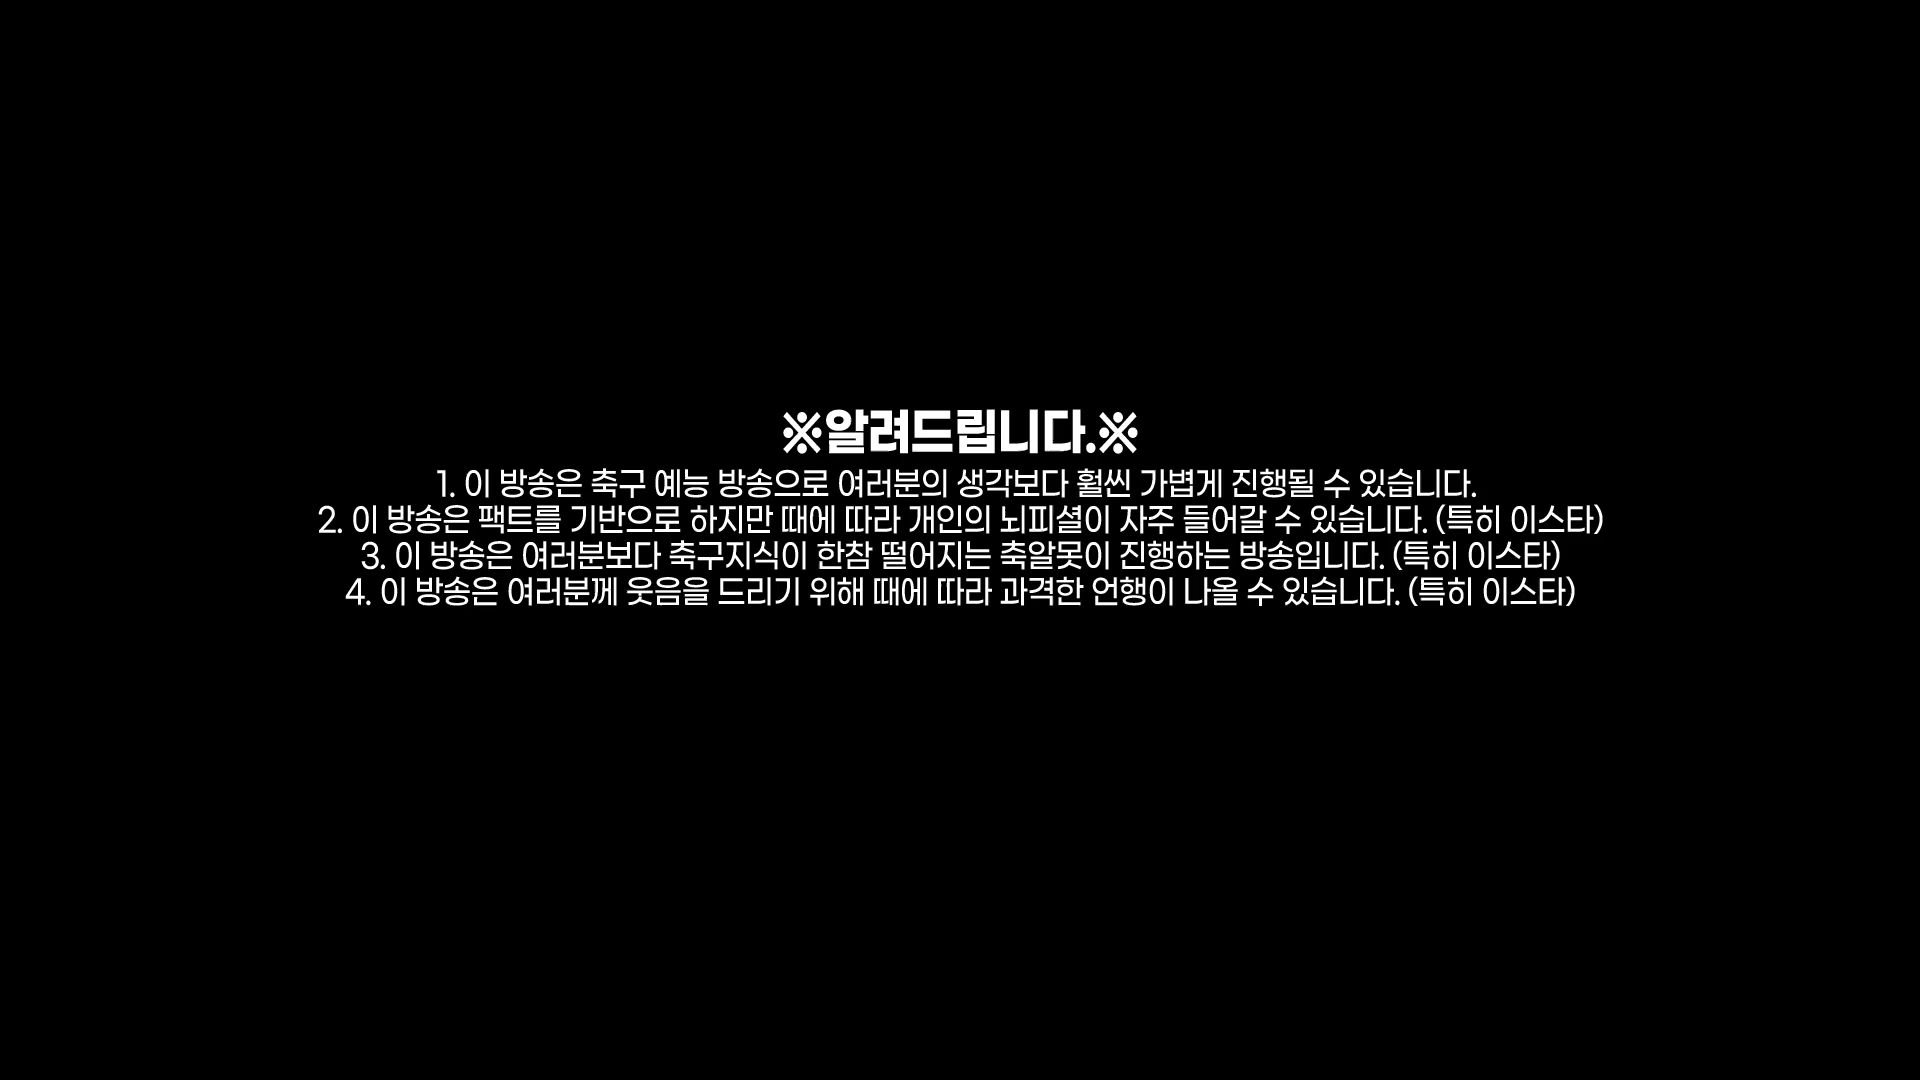 ※알려드립니다.※
1. 이 방송은 축구 예능 방송으로 여러분의 생각보다 훨씬 가볍게 진행될 수 있습니다.
2. 이 방송은 팩트를 기반으로 하지만 때에 따라 개인의 뇌피셜이 자주 들어갈 수 있습니다. (특히 이스타)
3. 이 방송은 여러분보다 축구지식이 한참 떨어지는 축알못이 진행하는 방송입니다. (특히 이스타)
4. 이 방송은 여러분께 웃음을 드리기 위해 때에 따라 과격한 언행이 나올 수 있습니다. (특히 이스타)